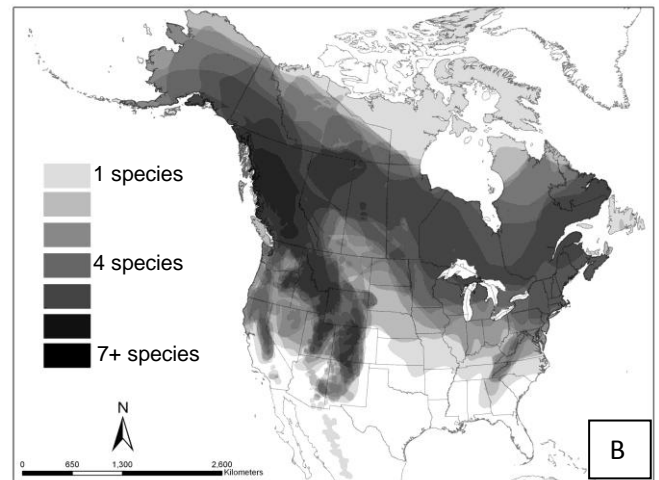 1 species
4 species
7+ species
N
0 650 1,300 2,600
Kilometers
B